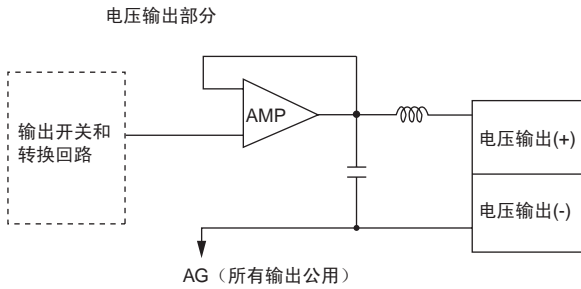 电压输出部分
输出开关和
转换回路
AMP
电压输出(+)
电压输出(-)
AG（所有输出公用）